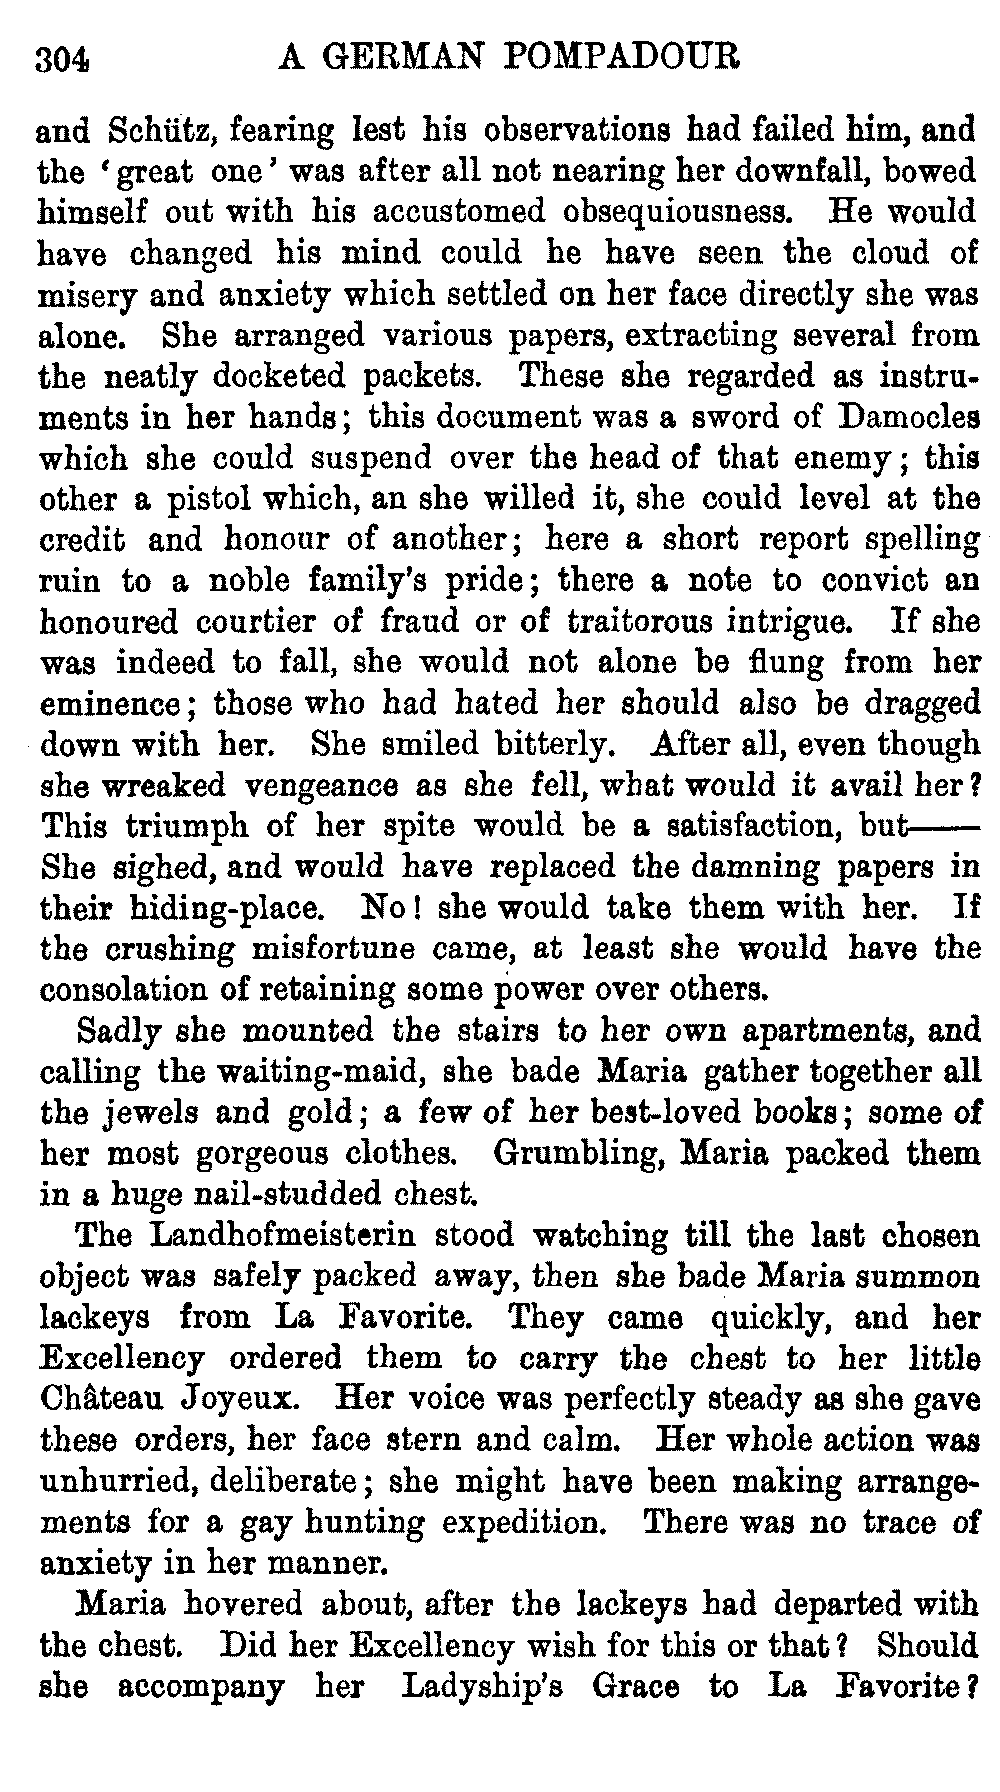 304 A GERMAN POMPADOUR
and Schütz, fearing lest his observations had failed him, and
the ‘great one’ was after all not nearing her downfall, bowed
himself out with his accustomed obsequiousness. He would
have changed his mind could he have seen the cloud of
misery and anxiety which settled on her face directly she was
alone. She arranged various papers, extracting several from
the neatly docketed packets. These she regarded as instru-
ments in her hands; this document was a sword of Damocles
which she could suspend over the head of that enemy; this
other a pistol which, an she willed it, she could level at the
credit and honour of another; here a short report spelling
ruin to a noble family's pride; there a note to convict an
honoured courtier of fraud or of traitorous intrigue. If she
was indeed to fall, she would not alone be flung from her
eminence; those who had hated her should also be dragged
down with her. She smiled bitterly. After all, even though
she wreaked vengeance as she fell, what would it avail her?
This triumph of her spite would be a satisfaction, but——
She sighed, and would have replaced the damning papers in
their hiding-place. No! she would take them with her. If
the crushing misfortune came, at least she would have the
consolation of retaining some power over others.
Sadly she mounted the stairs to her own apartments, and
calling the waiting-maid, she bade Maria gather together all
the jewels and gold; a few of her best-loved books; some of
her most gorgeous clothes. Grumbling, Maria packed them
in a huge nail-studded chest.
The Landhofmeisterin stood watching till the last chosen
object was safely packed away, then she bade Maria summon
lackeys from La Favorite. They came quickly, and her
Excellency ordered them to carry the chest to her little
Château Joyeux. Her voice was perfectly steady as she gave
these orders, her face stern and calm. Her whole action was
unhurried, deliberate; she might have been making arrange-
ments for a gay hunting expedition. There was no trace of
anxiety in her manner.
Maria hovered about, after the lackeys had departed with
the chest. Did her Excellency wish for this or that? Should
she accompany her Ladyship's Grace to La Favorite?